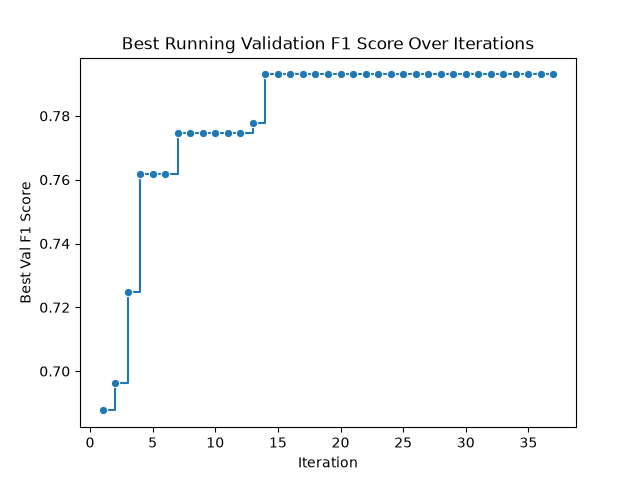 Best Running Validation F1 Score Over Iterations
Best Val F1 Score
0.78
0.76
0.74
0.72
0.70
0 5 10 15 20 25 30 35
Iteration